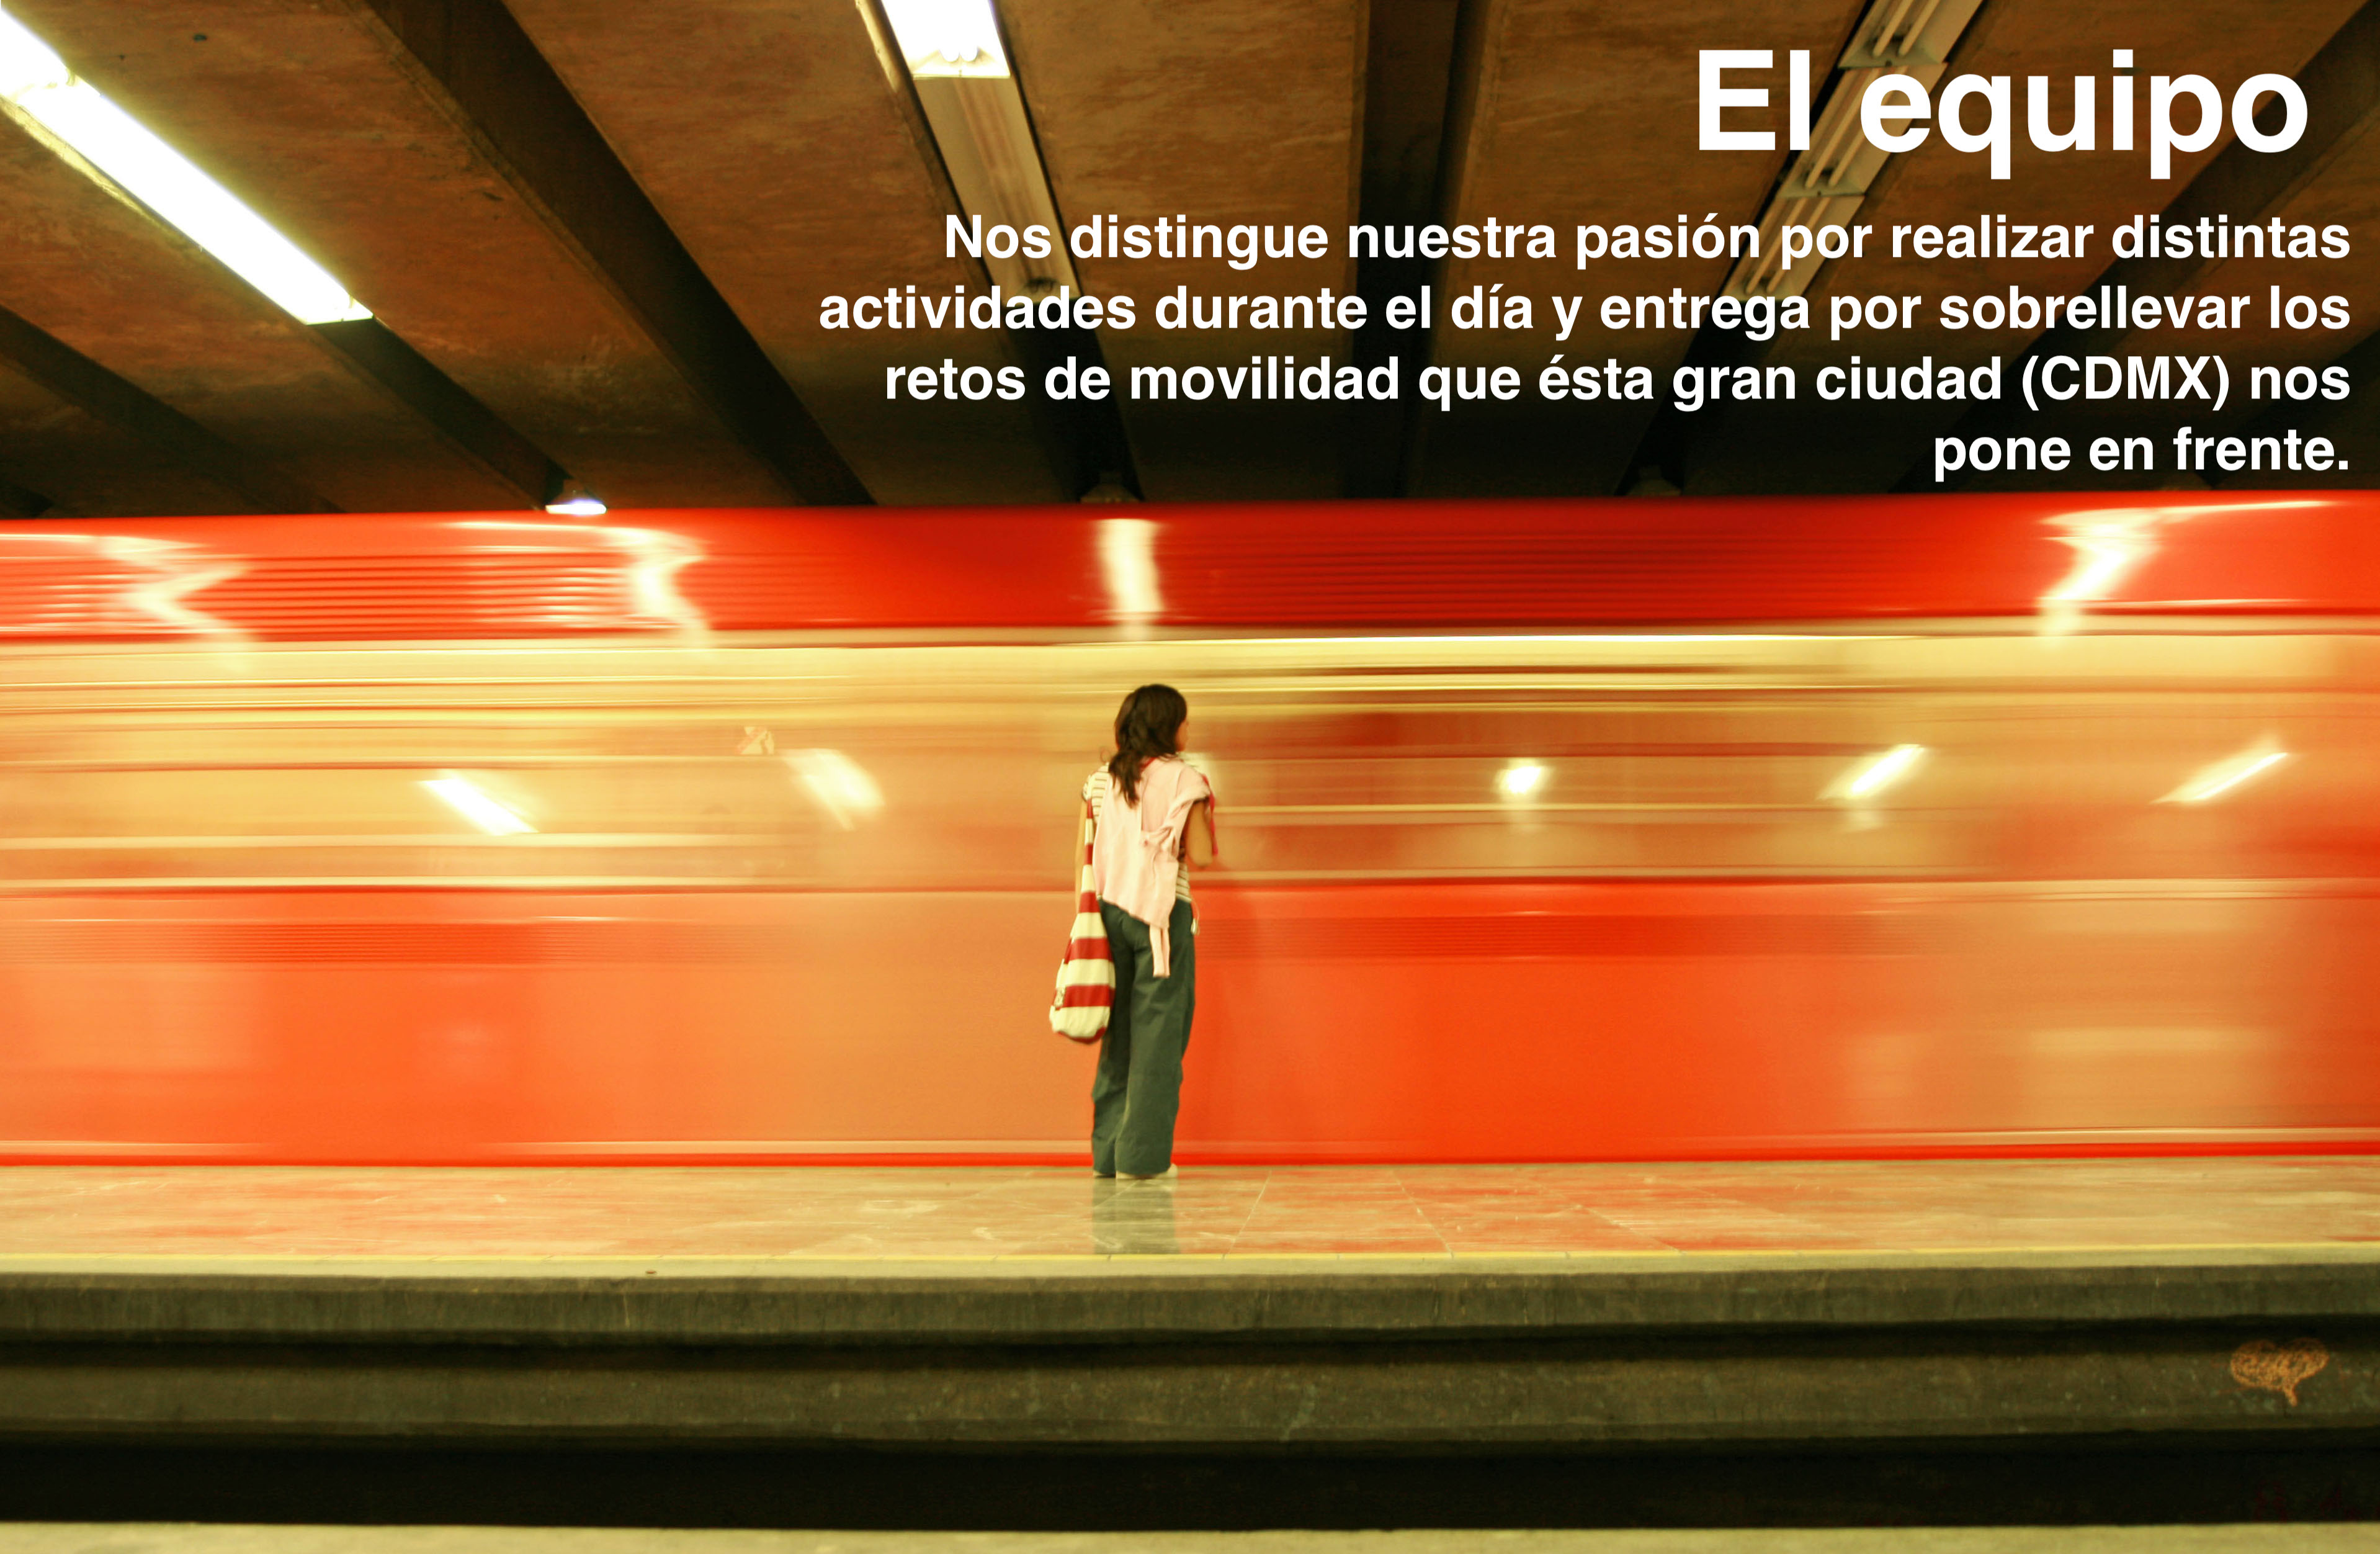 El equipo
Nos distingue nuestra pasión por realizar distintas
actividades durante el día y entrega por sobrellevar los
retos de movilidad que ésta gran ciudad (CDMX) nos
pone en frente.